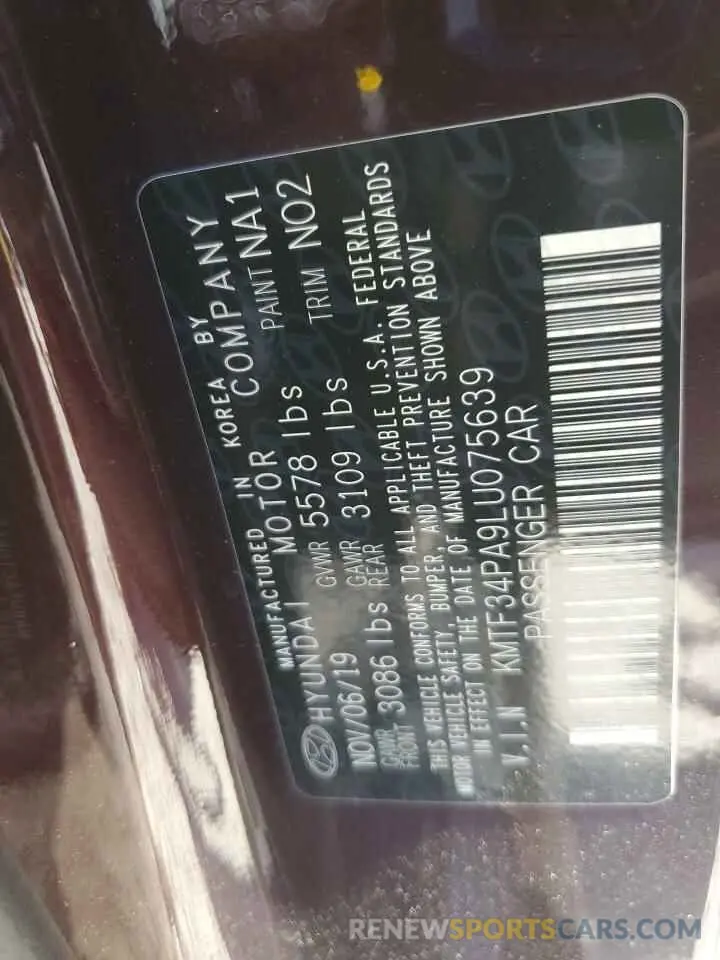 MANUFACTURED IN KOREA BY
HYUNDAI MOTOR COMPANY
NOV/06/19 GVWR 5578 lbs PAINT NA1
GAWR FRONT 3086 lbs GAWR REAR 3109 lbs TRIM NO2
THIS VEHICLE CONFORMS TO ALL APPLICABLE U.S.A. FEDERAL
MOTOR VEHICLE SAFETY, BUMPER, AND THEFT PREVENTION STANDARDS
IN EFFECT ON THE DATE OF MANUFACTURE SHOWN ABOVE
V.I.N KMTF34PA9LU075639
PASSENGER CAR
RENEWSPORTSCARS.COM